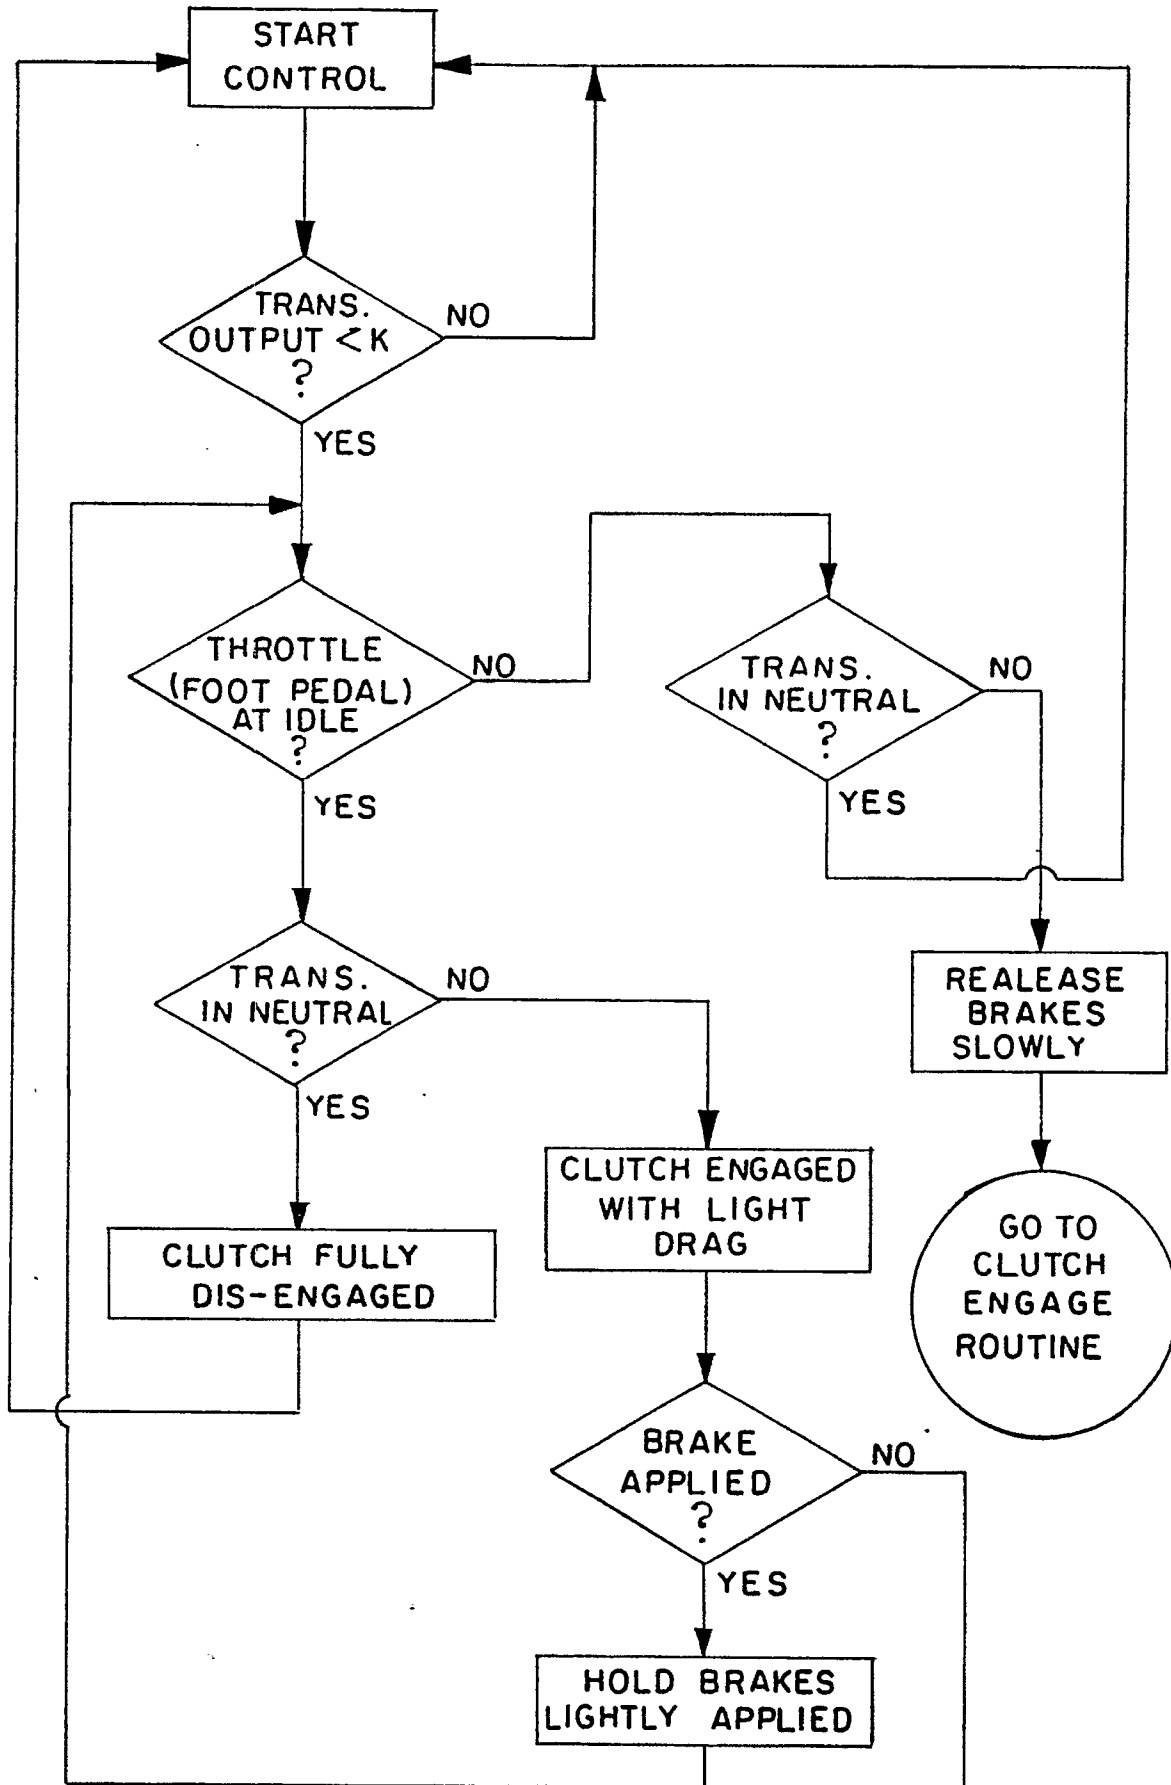 START
CONTROL
TRANS.
OUTPUT < K
?
NO
YES
THROTTLE
(FOOT PEDAL)
AT IDLE
?
NO
YES
TRANS.
IN NEUTRAL
?
NO
YES
TRANS.
IN NEUTRAL
?
NO
YES
REALEASE
BRAKES
SLOWLY
CLUTCH ENGAGED
WITH LIGHT
DRAG
GO TO
CLUTCH
ENGAGE
ROUTINE
CLUTCH FULLY
DIS-ENGAGED
BRAKE
APPLIED
?
NO
YES
HOLD BRAKES
LIGHTLY APPLIED